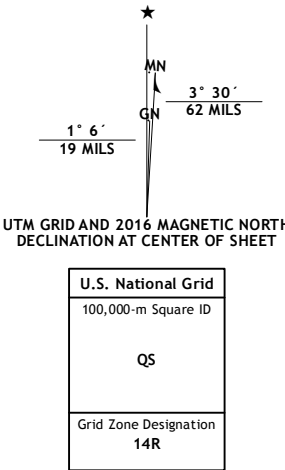 MN
3° 30´
62 MILS
GN
1° 6´
19 MILS
UTM GRID AND 2016 MAGNETIC NORTH
DECLINATION AT CENTER OF SHEET
U.S. National Grid
100,000-m Square ID
QS
Grid Zone Designation
14R